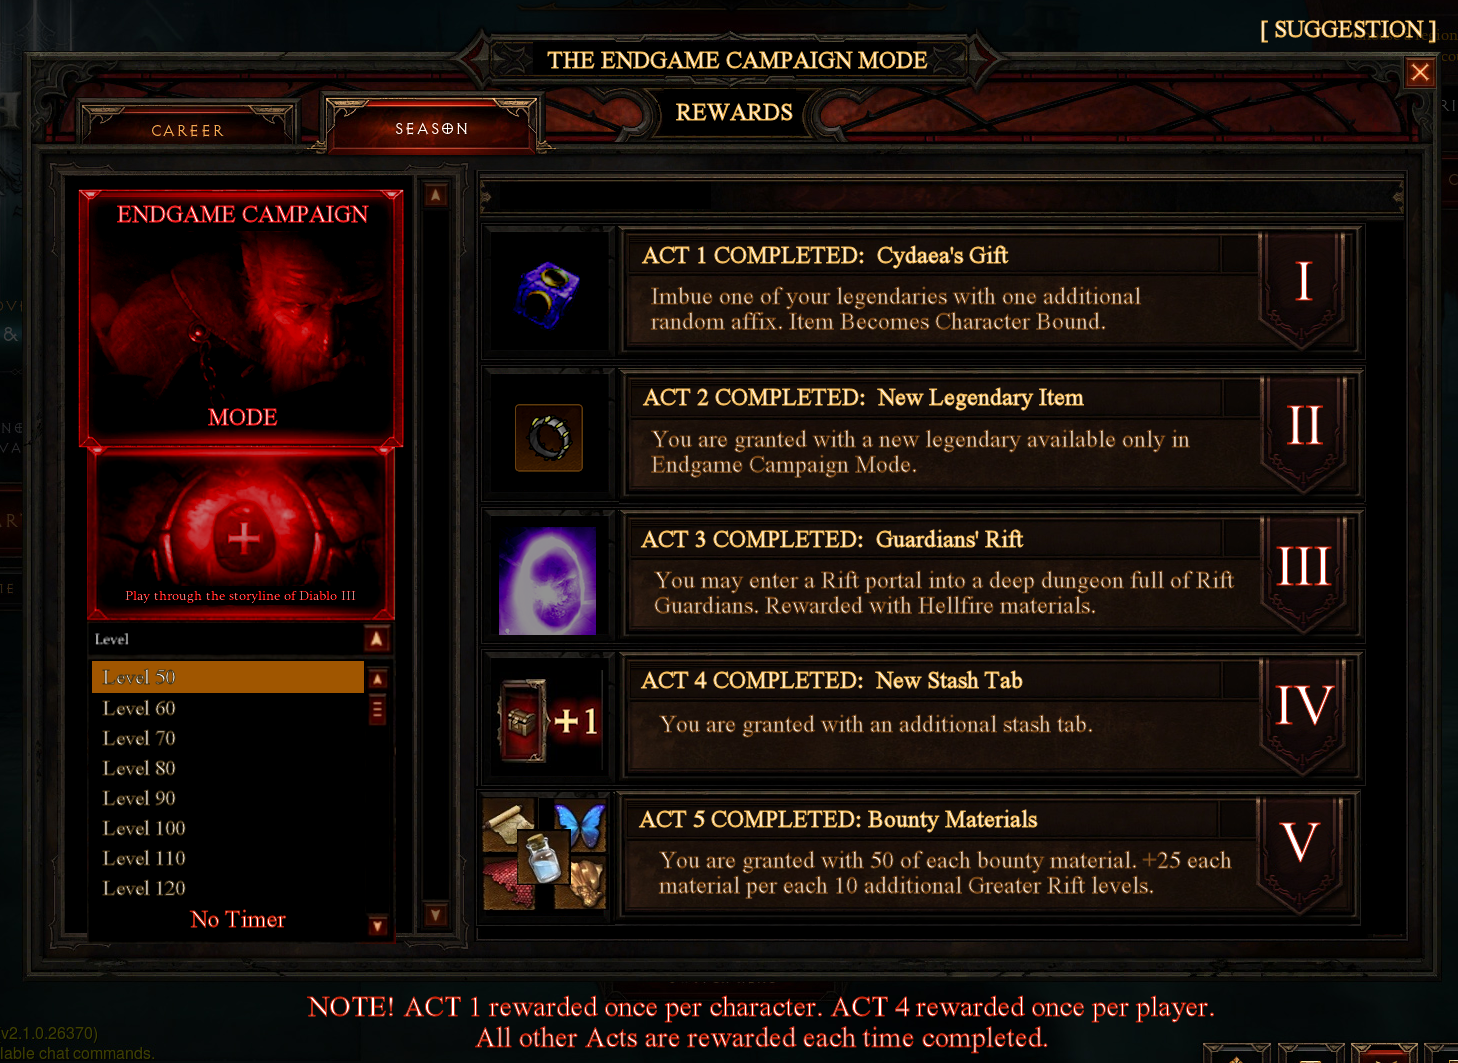 [ SUGGESTION ]
THE ENDGAME CAMPAIGN MODE
REWARDS
CAREER
SEASON
ENDGAME CAMPAIGN
MODE
Play through the storyline of Diablo III
Level
Level 50
Level 60
Level 70
Level 80
Level 90
Level 100
Level 110
Level 120
No Timer
ACT 1 COMPLETED: Cydaea's Gift
Imbue one of your legendaries with one additional
random affix. Item Becomes Character Bound.
I
ACT 2 COMPLETED: New Legendary Item
You are granted with a new legendary available only in
Endgame Campaign Mode.
II
ACT 3 COMPLETED: Guardians' Rift
You may enter a Rift portal into a deep dungeon full of Rift
Guardians. Rewarded with Hellfire materials.
III
ACT 4 COMPLETED: New Stash Tab
You are granted with an additional stash tab.
+1
IV
ACT 5 COMPLETED: Bounty Materials
You are granted with 50 of each bounty material. +25 each
material per each 10 additional Greater Rift levels.
V
NOTE! ACT 1 rewarded once per character. ACT 4 rewarded once per player.
All other Acts are rewarded each time completed.
v2.1.0.26370)
lable chat commands.